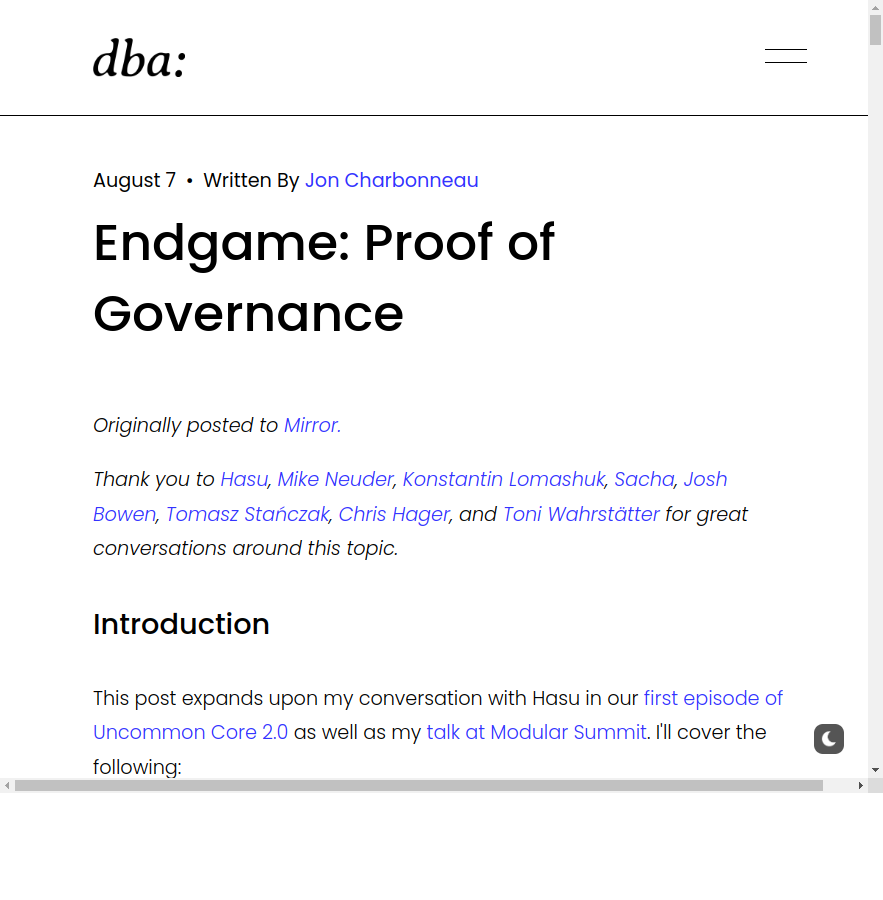 dba:
August 7 • Written By Jon Charbonneau
Endgame: Proof of
Governance
Originally posted to Mirror.
Thank you to Hasu, Mike Neuder, Konstantin Lomashuk, Sacha, Josh
Bowen, Tomasz Stańczak, Chris Hager, and Toni Wahrstätter for great
conversations around this topic.
Introduction
This post expands upon my conversation with Hasu in our first episode of
Uncommon Core 2.0 as well as my talk at Modular Summit. I'll cover the
following: